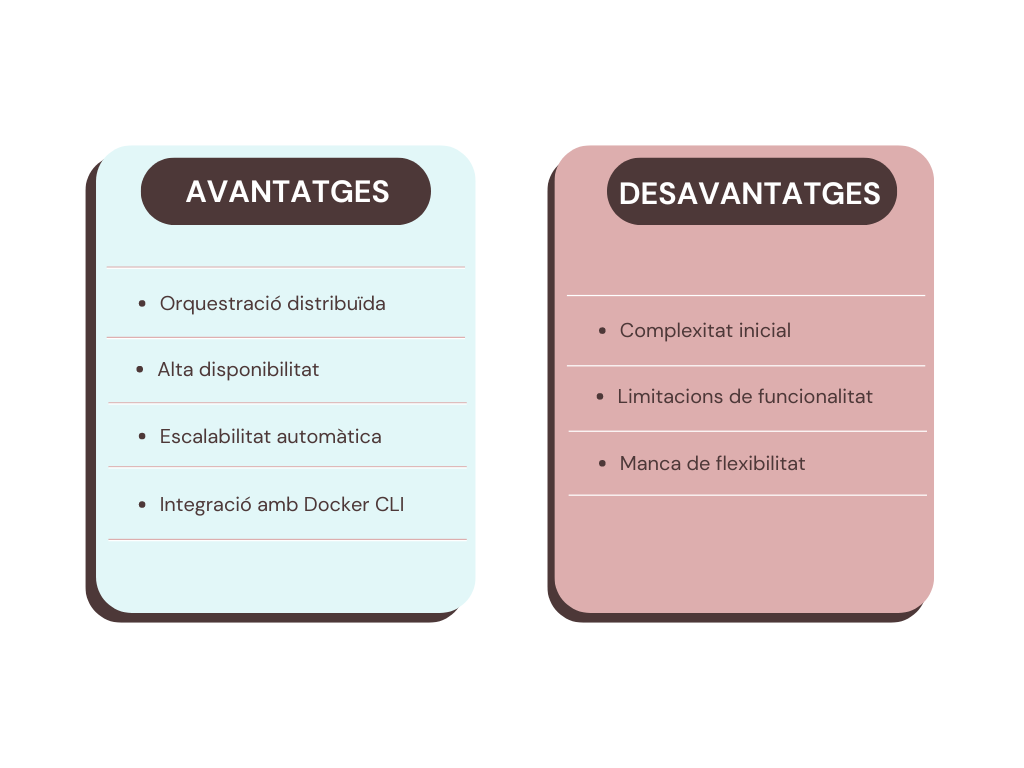 AVANTATGES
• Orquestració distribuïda
• Alta disponibilitat
• Escalabilitat automàtica
• Integració amb Docker CLI
DESAVANTATGES
• Complexitat inicial
• Limitacions de funcionalitat
• Manca de flexibilitat